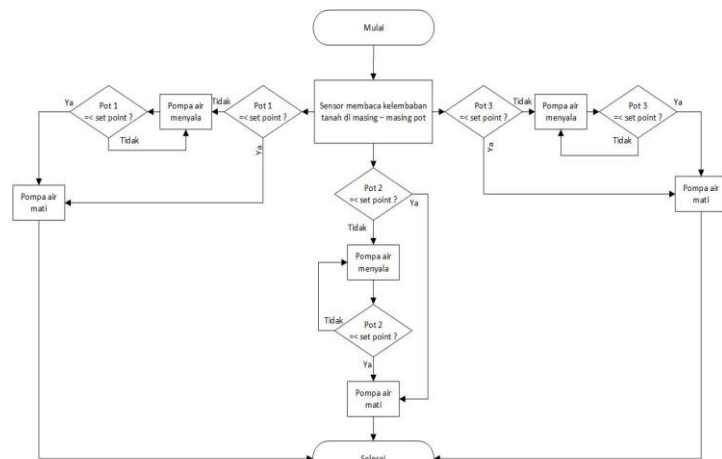 Mulai
Sensor membaca kelembaban
tanah di masing – masing pot
Pot 1
=< set point ?
Tidak
Ya
Pompa air
menyala
Pot 1
=< set point ?
Tidak
Ya
Pompa air
mati
Pot 2
=< set point ?
Ya
Tidak
Pompa air
menyala
Pot 2
=< set point ?
Tidak
Ya
Pompa air
mati
Pot 3
=< set point ?
Tidak
Ya
Pompa air
menyala
Pot 3
=< set point ?
Tidak
Ya
Pompa air
mati
Selesai